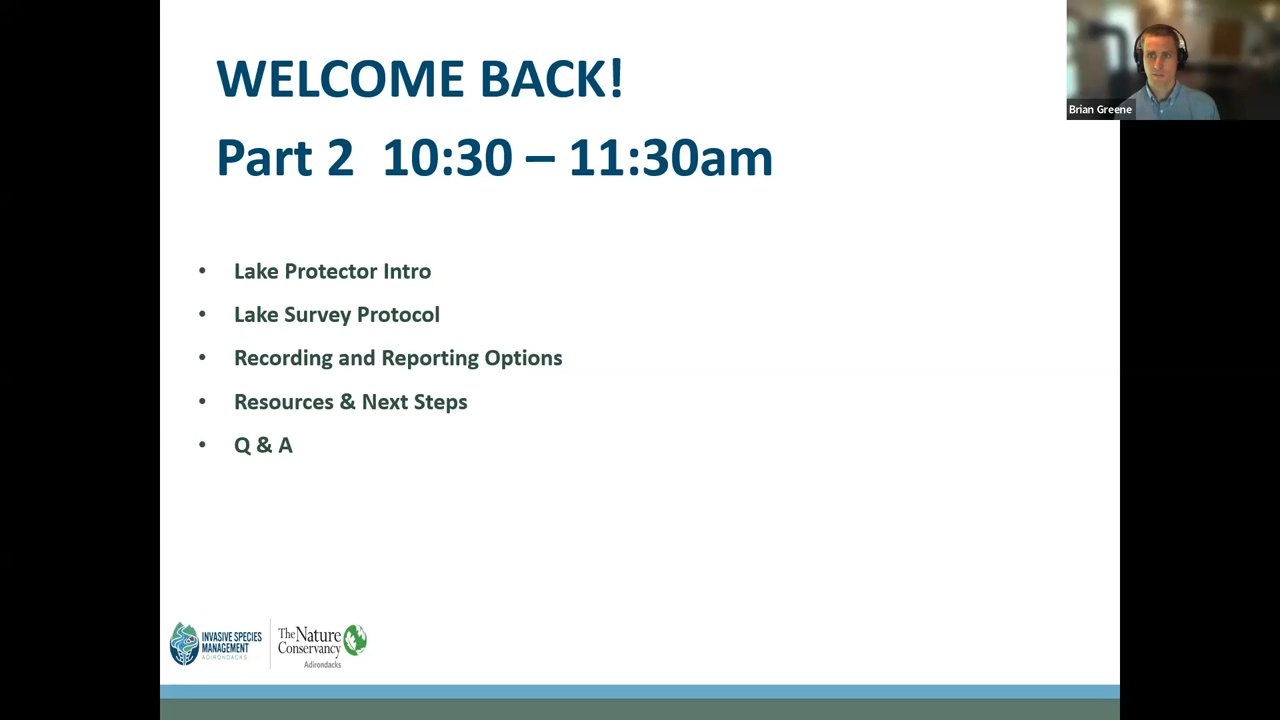 WELCOME BACK!
Part 2 10:30 – 11:30am
Brian Greene
• Lake Protector Intro
• Lake Survey Protocol
• Recording and Reporting Options
• Resources & Next Steps
• Q & A
INVASIVE SPECIES
MANAGEMENT
ADIRONDACKS
The Nature
Conservancy
Adirondacks